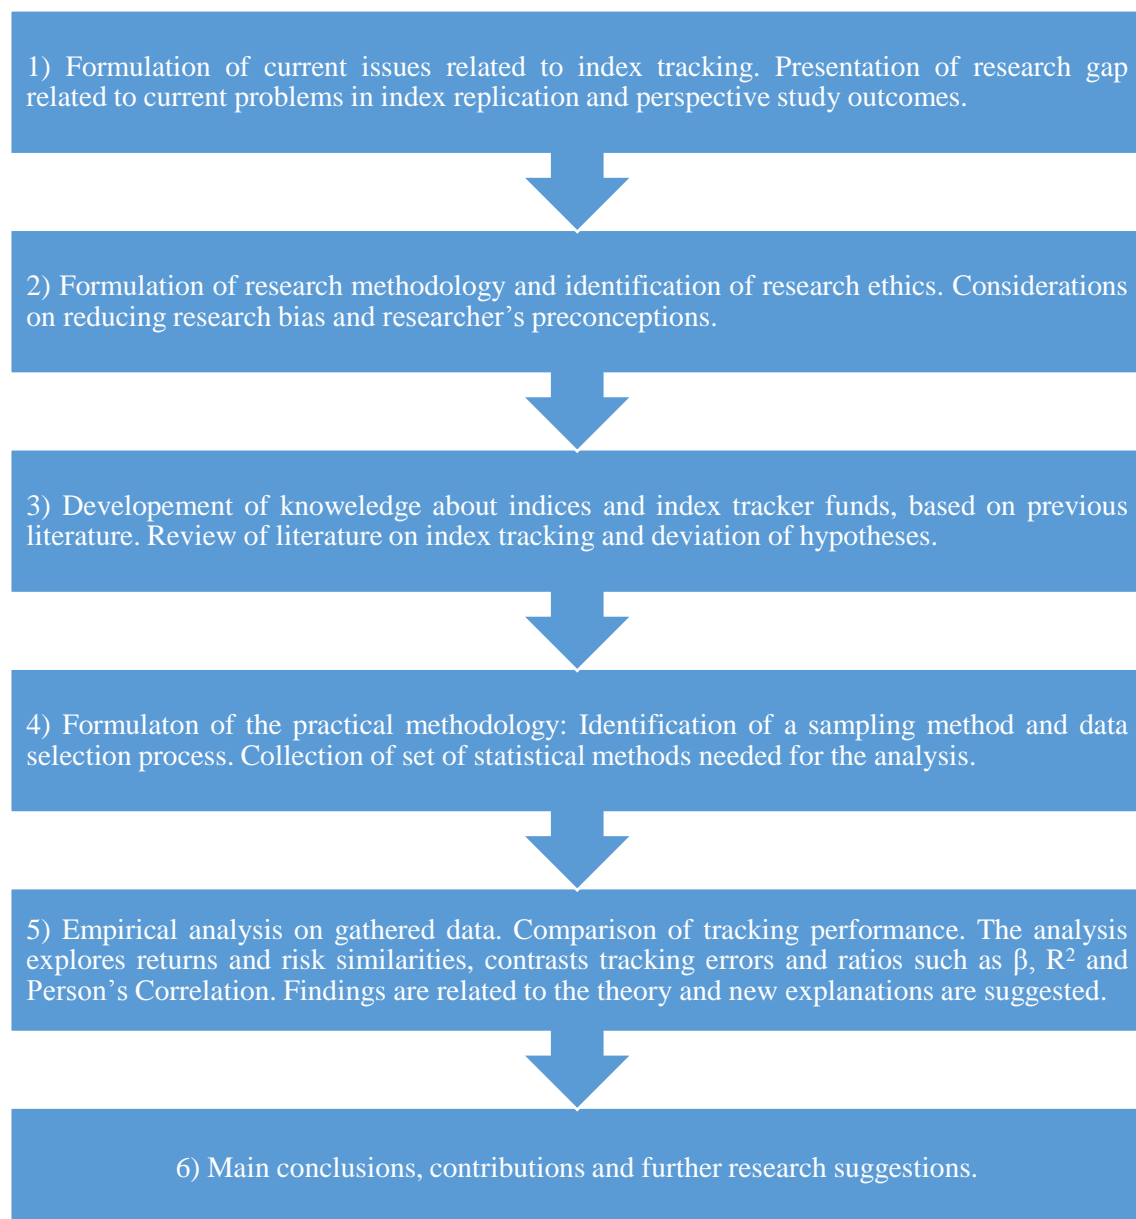 1) Formulation of current issues related to index tracking. Presentation of research gap
related to current problems in index replication and perspective study outcomes.
2) Formulation of research methodology and identification of research ethics. Considerations
on reducing research bias and researcher’s preconceptions.
3) Developement of knoweledge about indices and index tracker funds, based on previous
literature. Review of literature on index tracking and deviation of hypotheses.
4) Formulaton of the practical methodology: Identification of a sampling method and data
selection process. Collection of set of statistical methods needed for the analysis.
5) Empirical analysis on gathered data. Comparison of tracking performance. The analysis
explores returns and risk similarities, contrasts tracking errors and ratios such as β, R² and
Person’s Correlation. Findings are related to the theory and new explanations are suggested.
6) Main conclusions, contributions and further research suggestions.